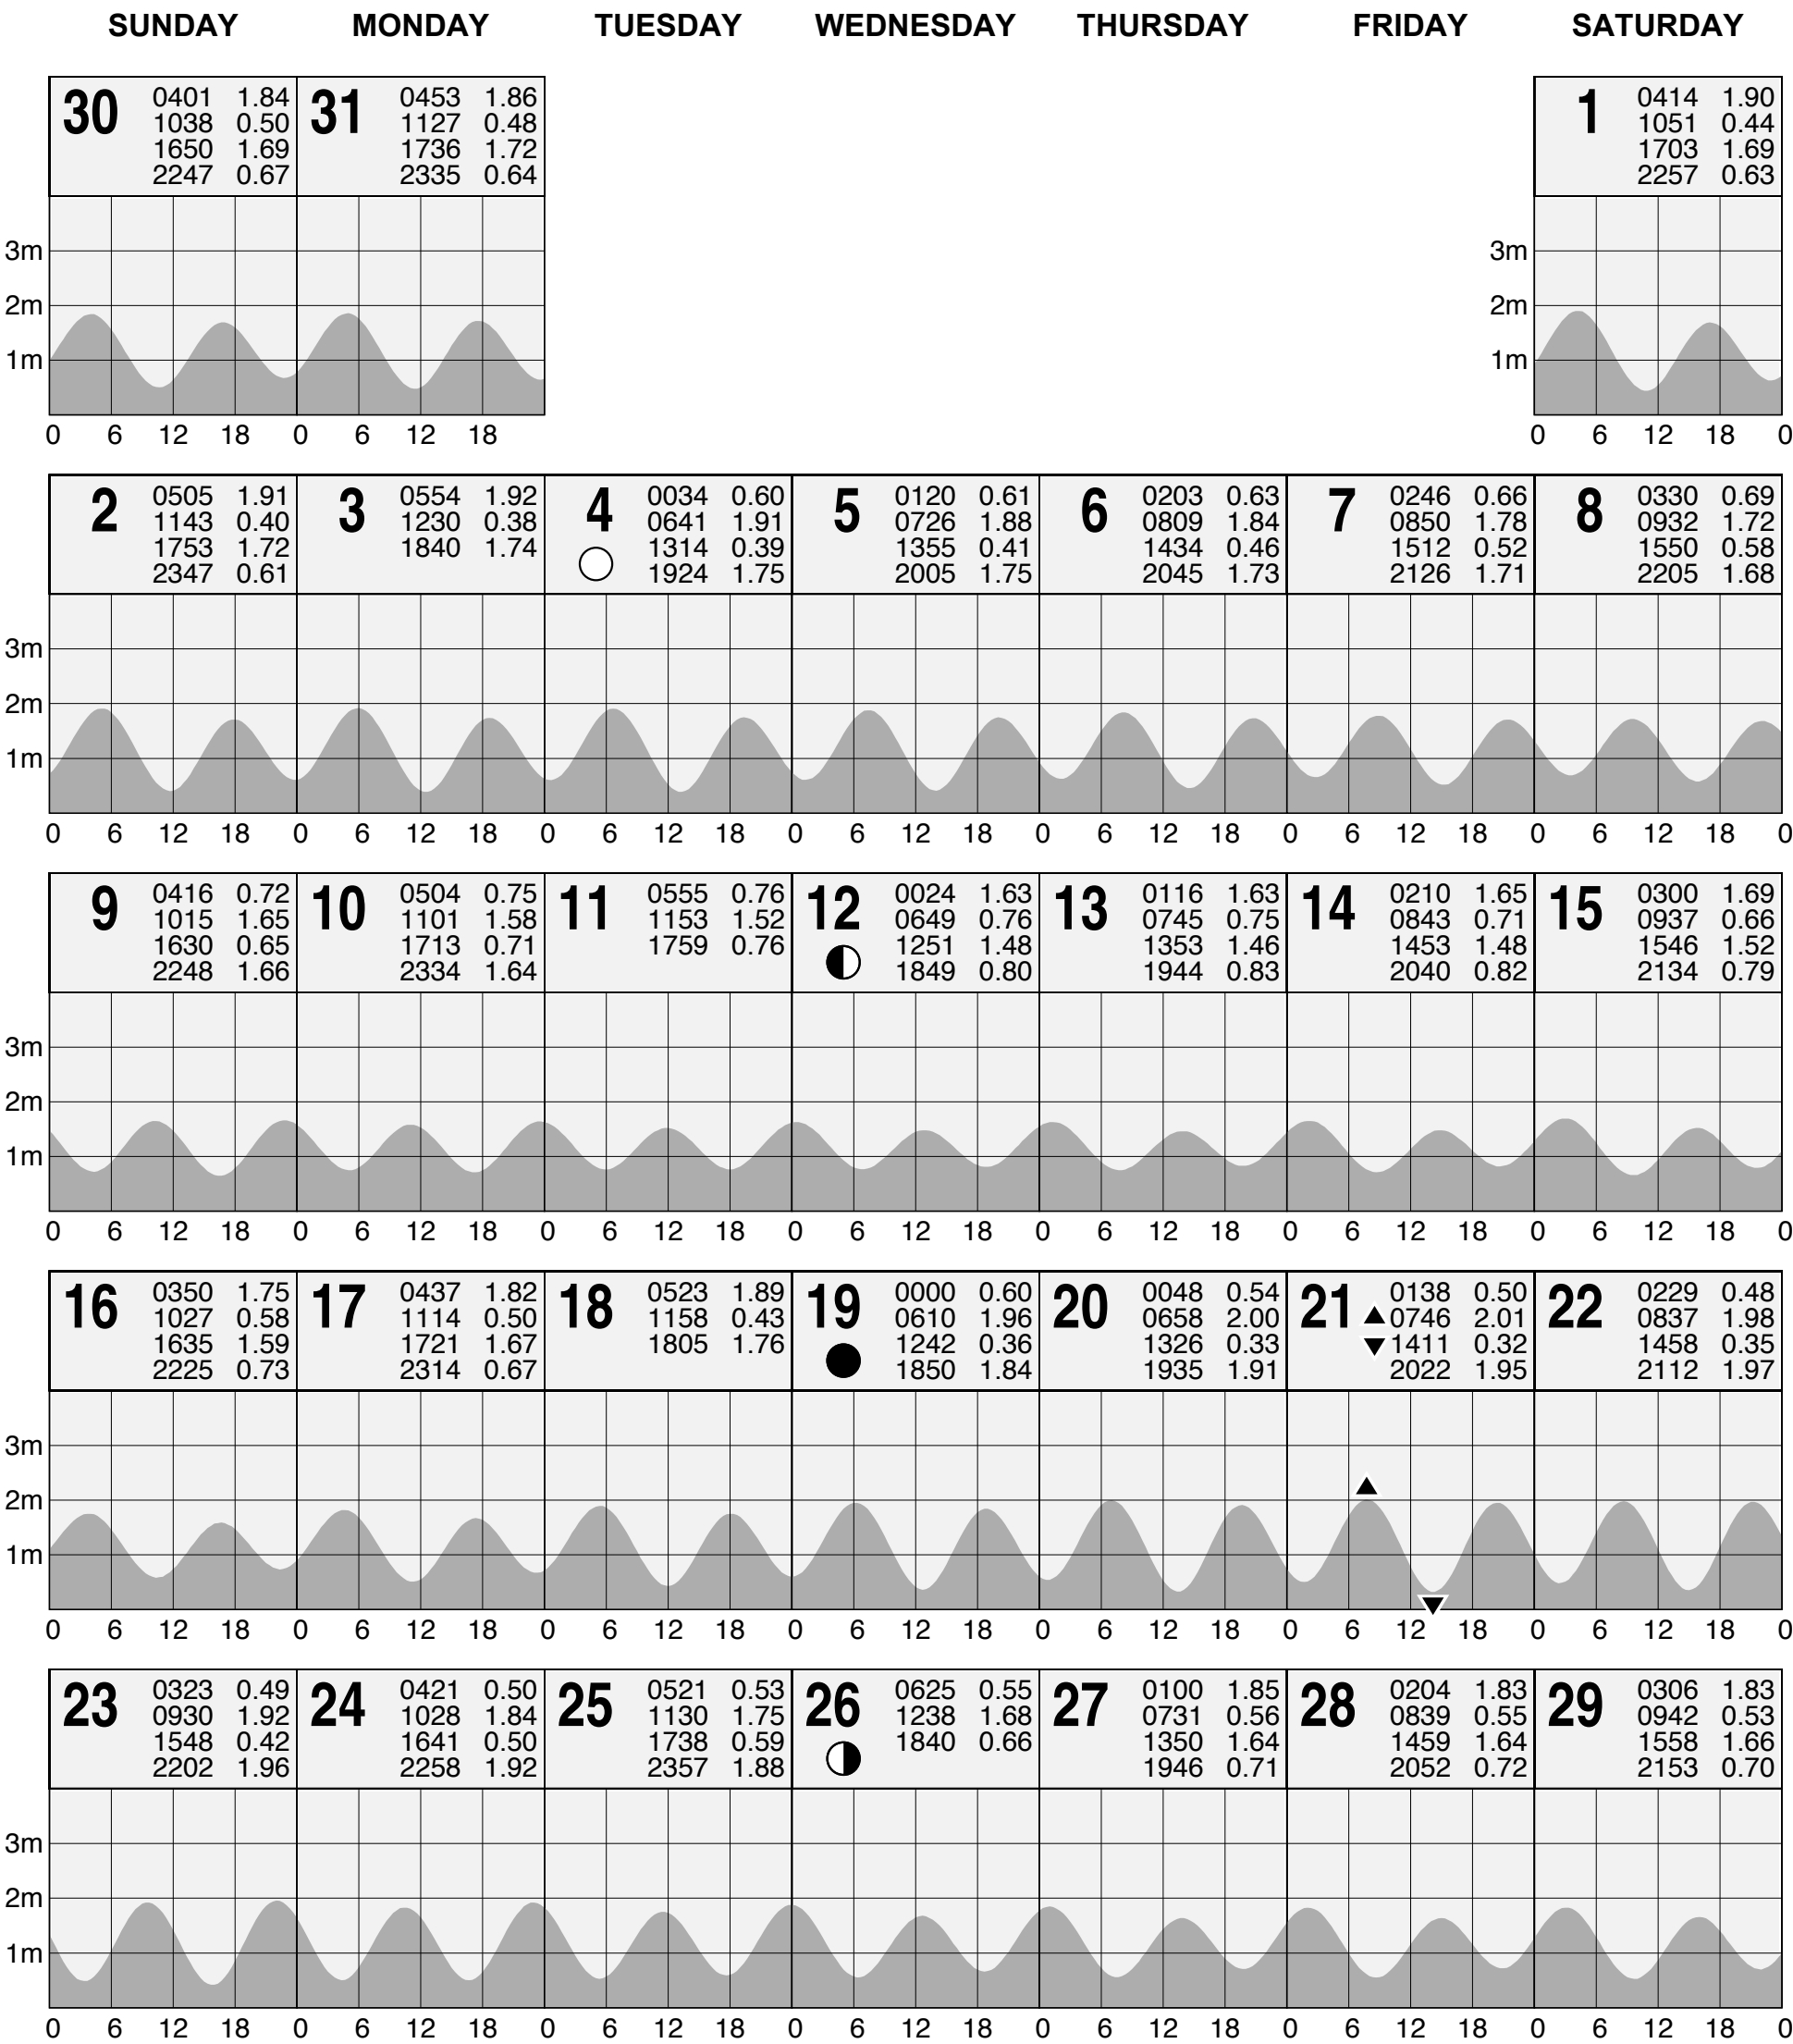 SUNDAY MONDAY TUESDAY WEDNESDAY THURSDAY FRIDAY SATURDAY
30 0401 1.84 31 0453 1.86 1 0414 1.90
1038 0.50 1127 0.48 1051 0.44
1650 1.69 1736 1.72 1703 1.69
2247 0.67 2335 0.64 2257 0.63
3m 3m
2m 2m
1m 1m
0 6 12 18 0 6 12 18 0 6 12 18 0
2 0505 1.91 3 0554 1.92 4 0034 0.60 5 0120 0.61 6 0203 0.63 7 0246 0.66 8 0330 0.69
1143 0.40 1230 0.38 0641 1.91 0726 1.88 0809 1.84 0850 1.78 0932 1.72
1753 1.72 1840 1.74 1314 0.39 1355 0.41 1434 0.46 1512 0.52 1550 0.58
2347 0.61 1924 1.75 2005 1.75 2045 1.73 2126 1.71 2205 1.68
3m
2m
1m
0 6 12 18 0 6 12 18 0 6 12 18 0 6 12 18 0 6 12 18 0 6 12 18 0 6 12 18 0
9 0416 0.72 10 0504 0.75 11 0555 0.76 12 0024 1.63 13 0116 1.63 14 0210 1.65 15 0300 1.69
1015 1.65 1101 1.58 1153 1.52 0649 0.76 0745 0.75 0843 0.71 0937 0.66
1630 0.65 1713 0.71 1759 0.76 1251 1.48 1353 1.46 1453 1.48 1546 1.52
2248 1.66 2334 1.64 1849 0.80 1944 0.83 2040 0.82 2134 0.79
3m
2m
1m
0 6 12 18 0 6 12 18 0 6 12 18 0 6 12 18 0 6 12 18 0 6 12 18 0 6 12 18 0
16 0350 1.75 17 0437 1.82 18 0523 1.89 19 0000 0.60 20 0048 0.54 21 0138 0.50 22 0229 0.48
1027 0.58 1114 0.50 1158 0.43 0610 1.96 0658 2.00 0746 2.01 0837 1.98
1635 1.59 1721 1.67 1805 1.76 1242 0.36 1326 0.33 1411 0.32 1458 0.35
2225 0.73 2314 0.67 1850 1.84 1935 1.91 2022 1.95 2112 1.97
3m
2m
1m
0 6 12 18 0 6 12 18 0 6 12 18 0 6 12 18 0 6 12 18 0 6 12 18 0 6 12 18 0
23 0323 0.49 24 0421 0.50 25 0521 0.53 26 0625 0.55 27 0100 1.85 28 0204 1.83 29 0306 1.83
0930 1.92 1028 1.84 1130 1.75 1238 1.68 0731 0.56 0839 0.55 0942 0.53
1548 0.42 1641 0.50 1738 0.59 1840 0.66 1350 1.64 1459 1.64 1558 1.66
2202 1.96 2258 1.92 2357 1.88 1946 0.71 2052 0.72 2153 0.70
3m
2m
1m
0 6 12 18 0 6 12 18 0 6 12 18 0 6 12 18 0 6 12 18 0 6 12 18 0 6 12 18 0